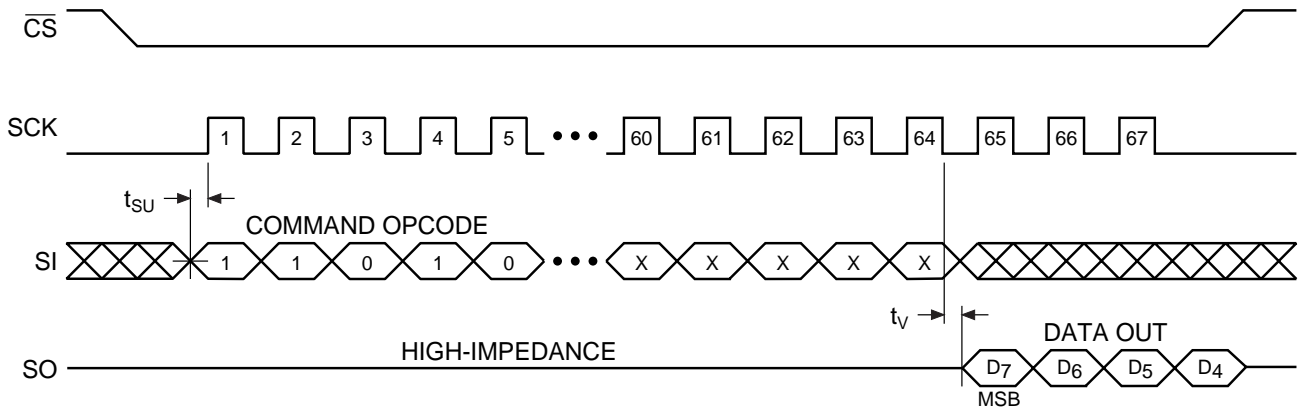 CS
SCK
1 2 3 4 5 ••• 60 61 62 63 64 65 66 67
tSU
COMMAND OPCODE
SI
1 1 0 1 0 ••• X X X X X
tV
DATA OUT
HIGH-IMPEDANCE
SO
D7 D6 D5 D4
MSB